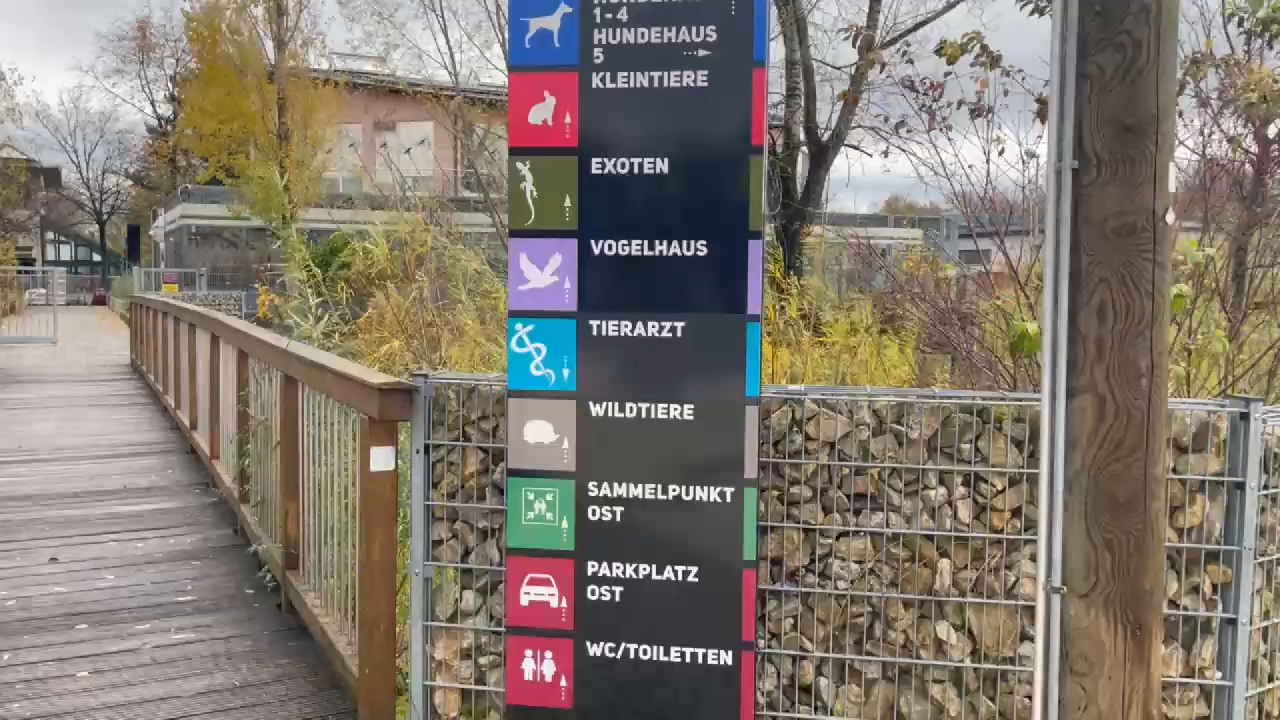 1-4
HUNDEHAUS
5
KLEINTIERE
EXOTEN
VOGELHAUS
TIERARZT
WILDTIERE
SAMMELPUNKT
OST
PARKPLATZ
OST
WC/TOILETTEN